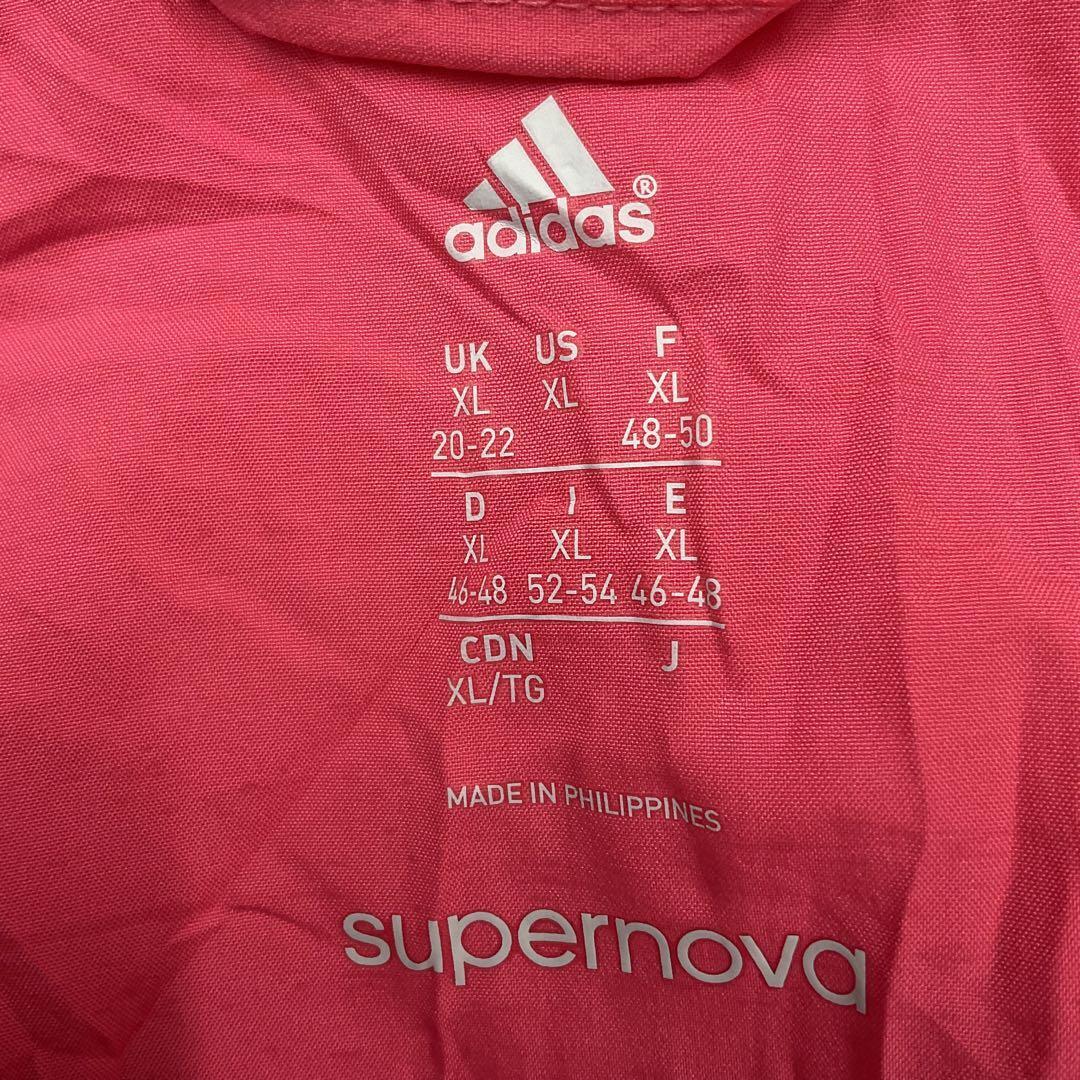 adidas®
UK US F
XL XL XL
20-22 48-50
D I E
XL XL XL
46-48 52-54 46-48
CDN J
XL/TG
MADE IN PHILIPPINES
supernova